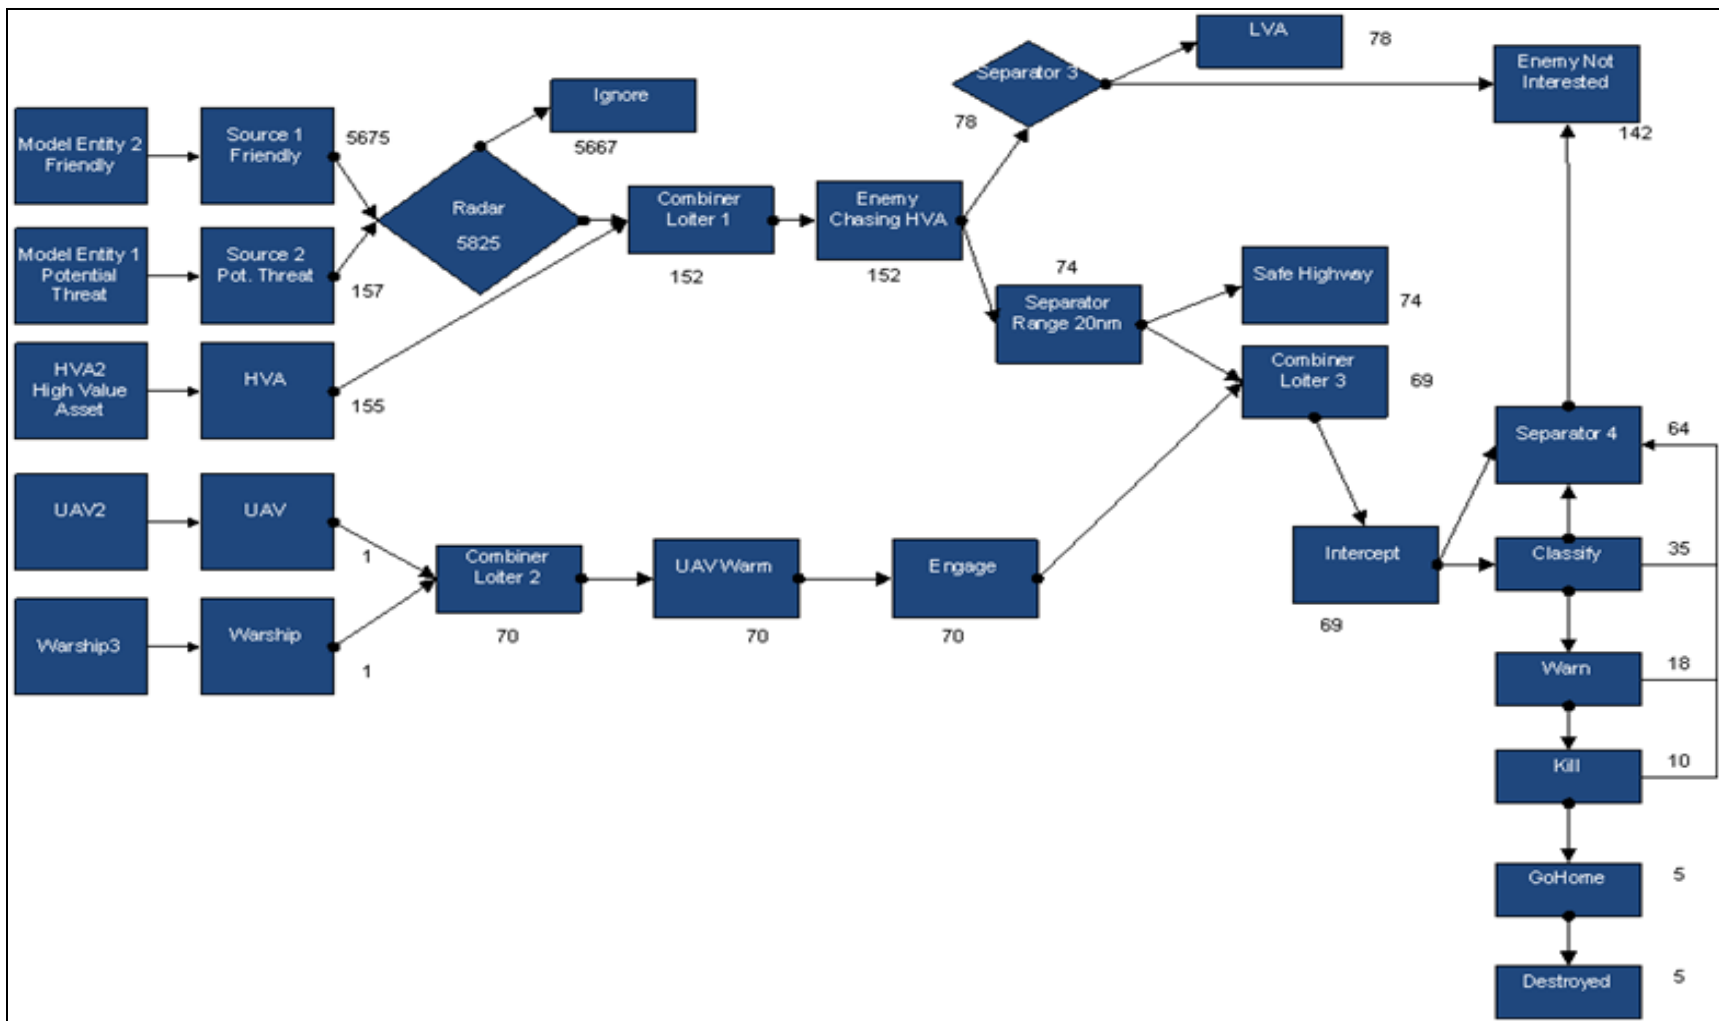 LVA
78
Separator 3
Enemy Not
Interested
78
142
Ignore
5667
Model Entity 2
Friendly
Source 1
Friendly
5675
Radar
5825
Combiner
Loiter 1
152
Enemy
Chasing HVA
152
Model Entity 1
Potential
Threat
Source 2
Pot. Threat
157
74
Separator
Range 20nm
Safe Highway
74
HVA2
High Value
Asset
HVA
155
Combiner
Loiter 3
69
Separator 4
64
UAV2
UAV
1
Combiner
Loiter 2
70
UAV Warm
70
Engage
70
Intercept
69
Classify
35
Warship3
Warship
1
Warn
18
Kill
10
GoHome
5
Destroyed
5